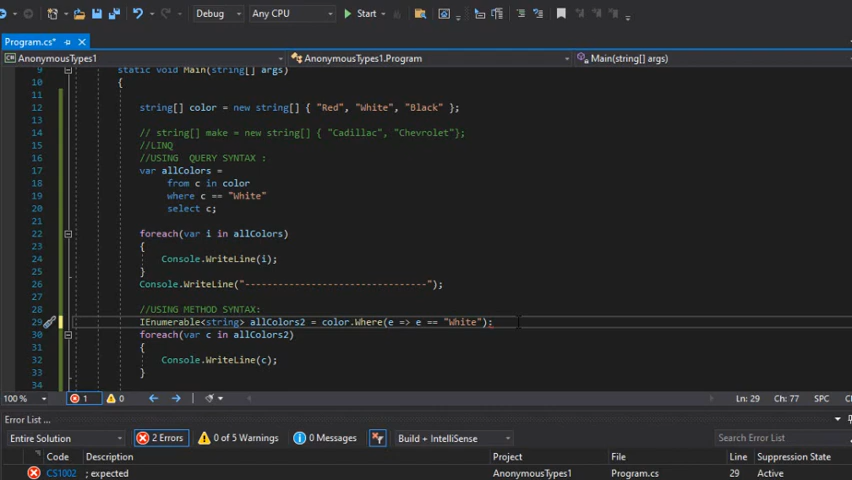 Debug Any CPU Start
Program.cs*
AnonymousTypes1 AnonymousTypes1.Program Main(string[] args)
9 static void Main(string[] args)
10 {
11
12 string[] color = new string[] { "Red", "White", "Black" };
13
14 // string[] make = new string[] { "Cadillac", "Chevrolet"};
15 //LINQ
16 //USING QUERY SYNTAX :
17 var allColors =
18 from c in color
19 where c == "White"
20 select c;
21
22 foreach(var i in allColors)
23 {
24 Console.WriteLine(i);
25 }
26 Console.WriteLine("--------------------------------");
27
28 //USING METHOD SYNTAX:
29 IEnumerable<string> allColors2 = color.Where(e => e == "White"):
30 foreach(var c in allColors2)
31 {
32 Console.WriteLine(c);
33 }
34
100 % 1 0 Ln: 29 Ch: 77 SPC
Error List ...
Entire Solution 2 Errors 0 of 5 Warnings 0 Messages Build + IntelliSense Search Error List
Code Description Project File Line Suppression State
CS1002 ; expected AnonymousTypes1 Program.cs 29 Active